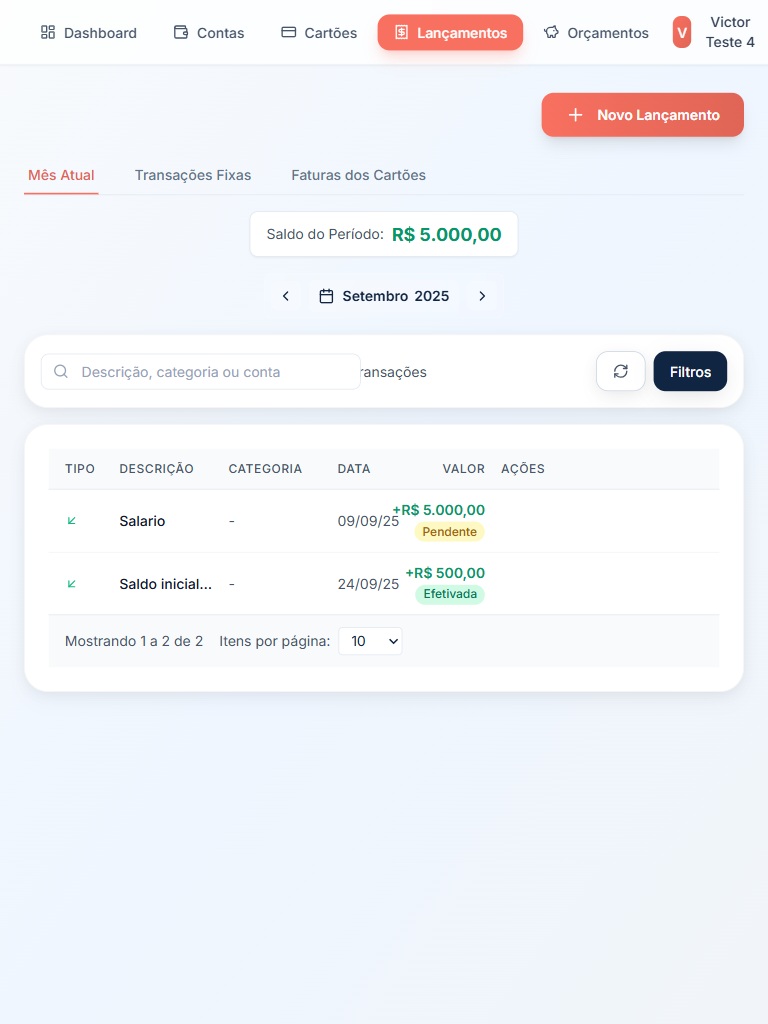 Dashboard
Contas
Cartões
Lançamentos
Orçamentos
V
Victor
Teste 4
Novo Lançamento
Mês Atual
Transações Fixas
Faturas dos Cartões
Saldo do Período: R$ 5.000,00
Setembro 2025
Descrição, categoria ou conta
ransações
Filtros
TIPO DESCRIÇÃO CATEGORIA DATA VALOR AÇÕES
Salario - 09/09/25 +R$ 5.000,00
Pendente
Saldo inicial... - 24/09/25 +R$ 500,00
Efetivada
Mostrando 1 a 2 de 2 Itens por página: 10